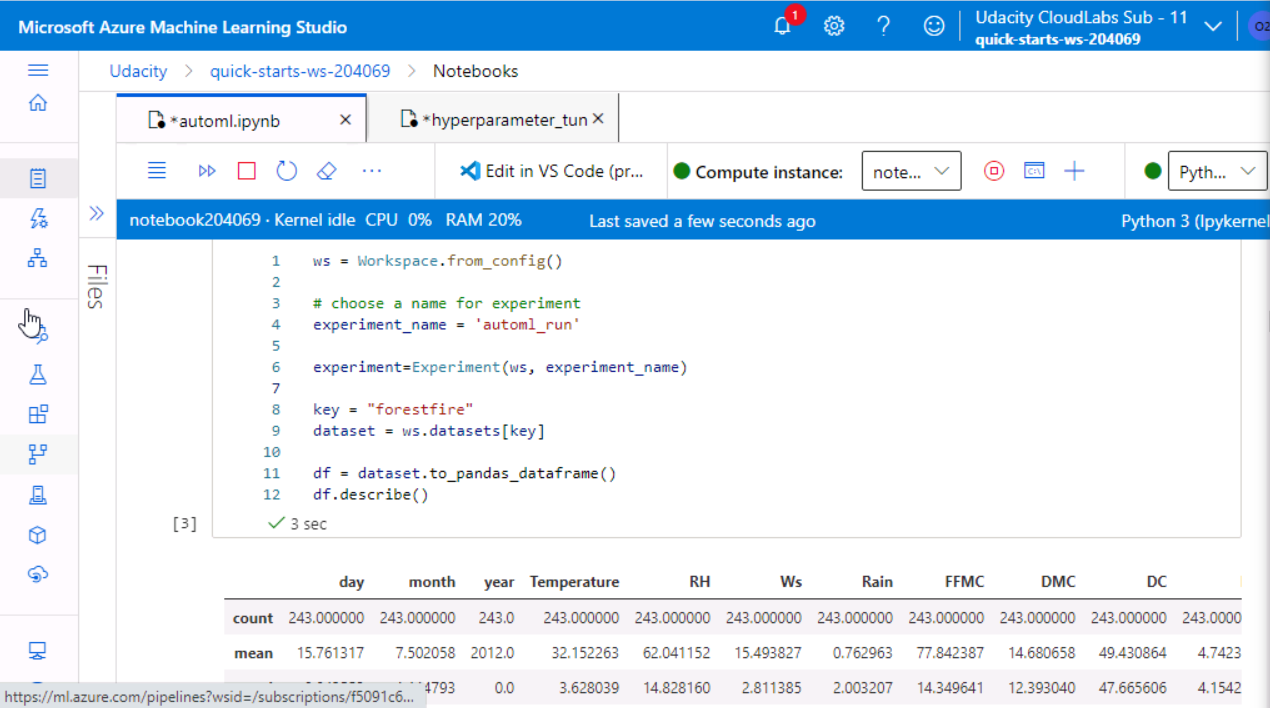 Microsoft Azure Machine Learning Studio
1
Udacity CloudLabs Sub - 11
quick-starts-ws-204069
OZ
Udacity > quick-starts-ws-204069 > Notebooks
*automl.ipynb ×
*hyperparameter_tun ×
... Edit in VS Code (pr... Compute instance: note... Pyth...
notebook204069 · Kernel idle CPU 0% RAM 20% Last saved a few seconds ago Python 3 (Ipykernel
Files
1 ws = Workspace.from_config()
2
3 # choose a name for experiment
4 experiment_name = 'automl_run'
5
6 experiment=Experiment(ws, experiment_name)
7
8 key = "forestfire"
9 dataset = ws.datasets[key]
10
11 df = dataset.to_pandas_dataframe()
12 df.describe()
[3] ✓ 3 sec
day month year Temperature RH Ws Rain FFMC DMC DC
count 243.000000 243.000000 243.0 243.000000 243.000000 243.000000 243.000000 243.000000 243.000000 243.000000 243.0000
mean 15.761317 7.502058 2012.0 32.152263 62.041152 15.493827 0.762963 77.842387 14.680658 49.430864 4.7423
4793 0.0 3.628039 14.828160 2.811385 2.003207 14.349641 12.393040 47.665606 4.1542
https://ml.azure.com/pipelines?wsid=/subscriptions/f5091c6...